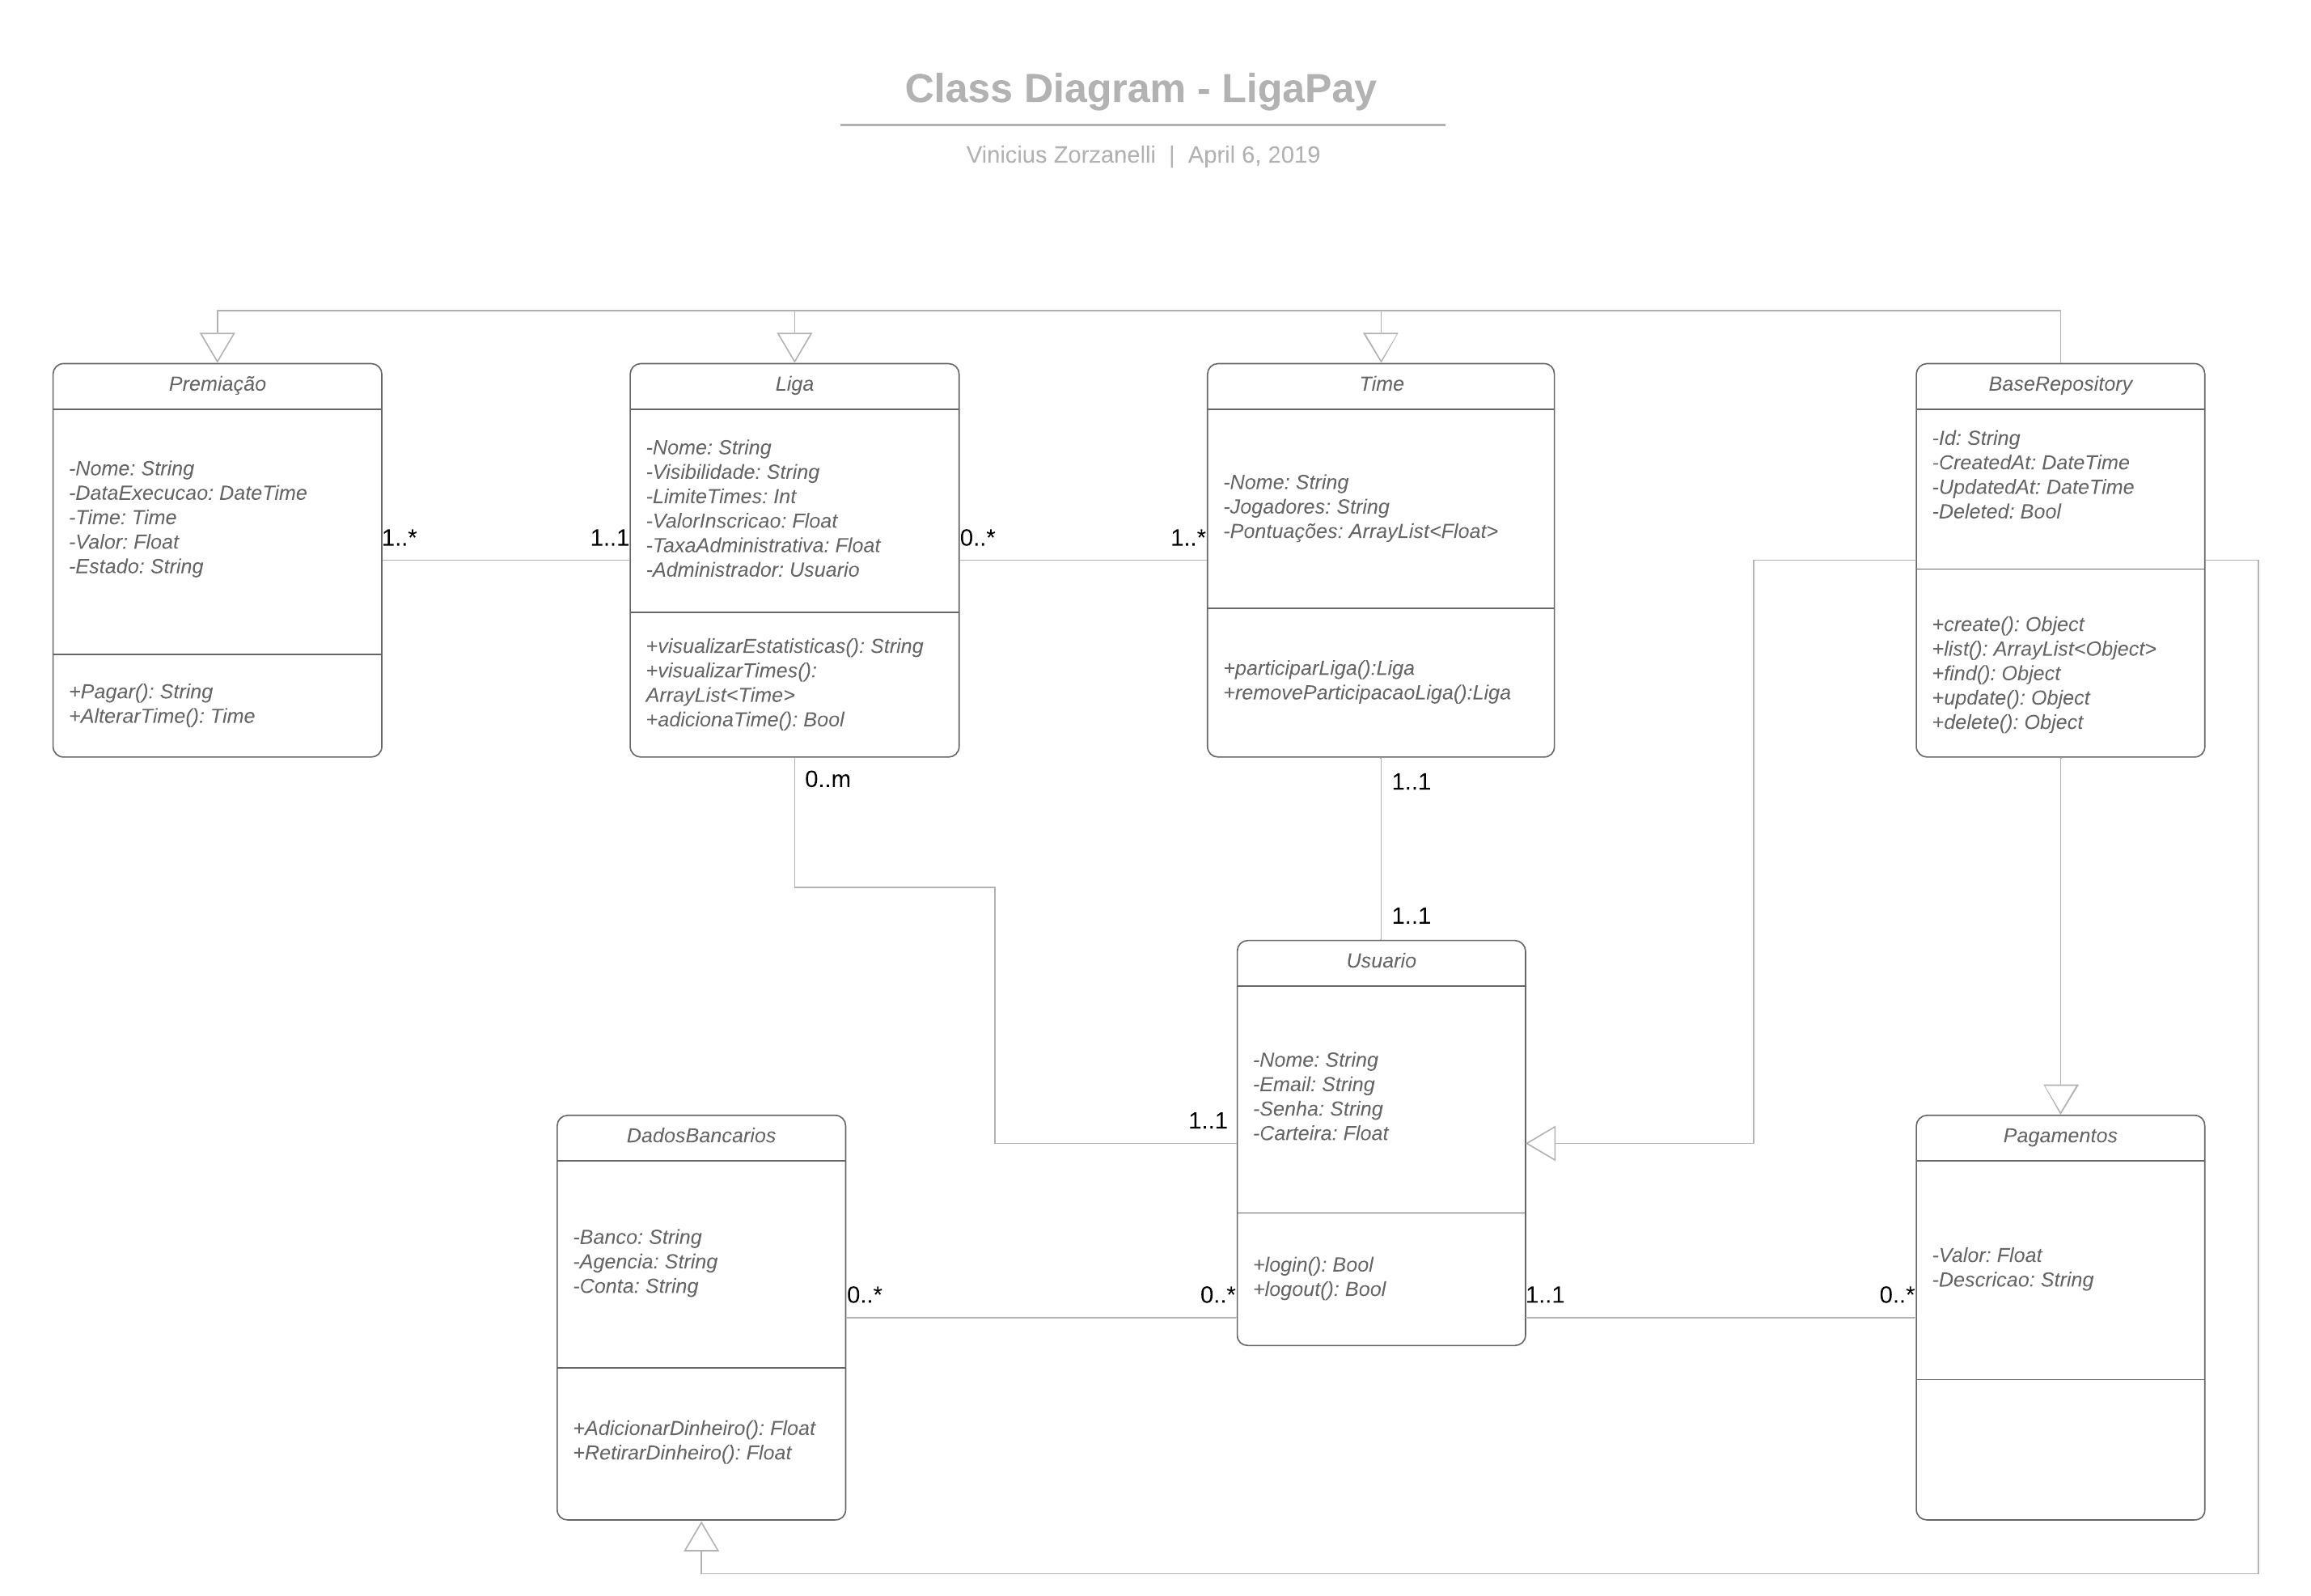 Class Diagram - LigaPay
Vinicius Zorzanelli | April 6, 2019
Premiação
-Nome: String
-DataExecucao: DateTime
-Time: Time
-Valor: Float
-Estado: String
+Pagar(): String
+AlterarTime(): Time
1..*
1..1
Liga
-Nome: String
-Visibilidade: String
-LimiteTimes: Int
-ValorInscricao: Float
-TaxaAdministrativa: Float
-Administrador: Usuario
+visualizarEstatisticas(): String
+visualizarTimes():
ArrayList<Time>
+adicionaTime(): Bool
0..*
1..*
Time
-Nome: String
-Jogadores: String
-Pontuações: ArrayList<Float>
+participarLiga():Liga
+removeParticipacaoLiga():Liga
BaseRepository
-Id: String
-CreatedAt: DateTime
-UpdatedAt: DateTime
-Deleted: Bool
+create(): Object
+list(): ArrayList<Object>
+find(): Object
+update(): Object
+delete(): Object
0..m
1..1
1..1
1..1
Usuario
-Nome: String
-Email: String
-Senha: String
-Carteira: Float
+login(): Bool
+logout(): Bool
DadosBancarios
-Banco: String
-Agencia: String
-Conta: String
+AdicionarDinheiro(): Float
+RetirarDinheiro(): Float
0..*
0..*
1..1
0..*
Pagamentos
-Valor: Float
-Descricao: String